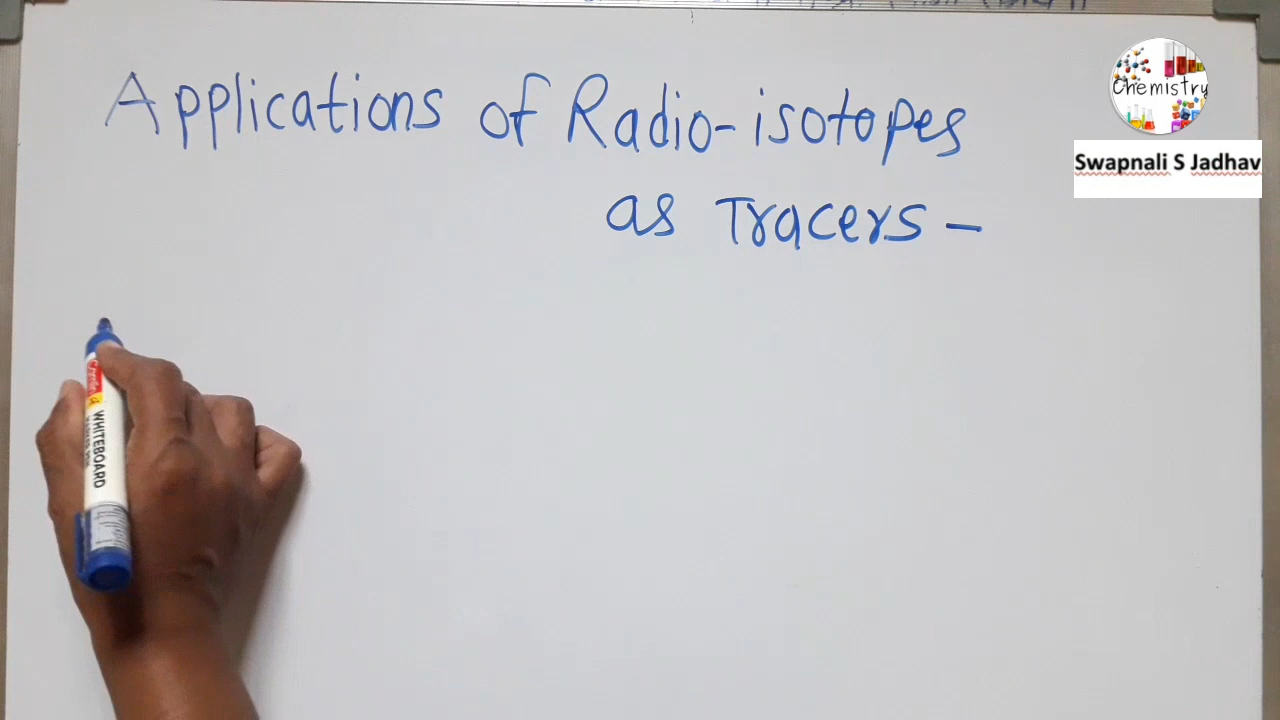 Applications of Radio-isotopes
as Tracers -
Chemistry
Swapnali S Jadhav
WHITEBOARD